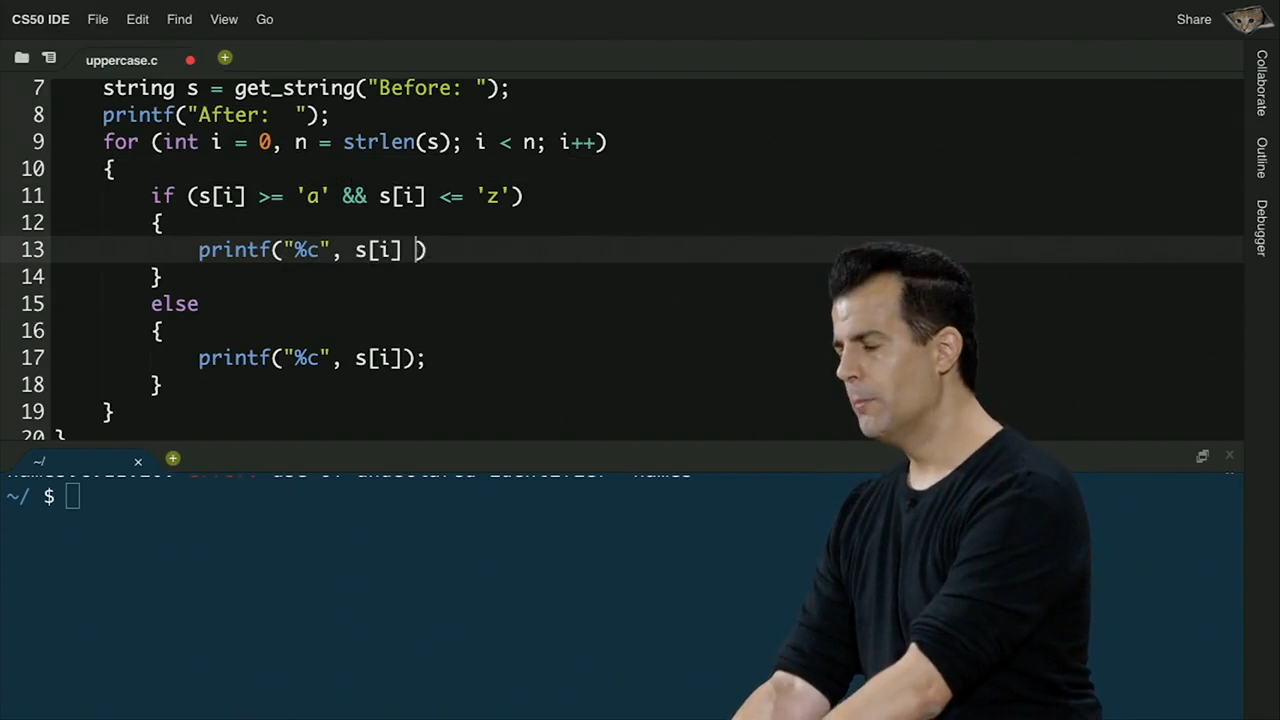 CS50 IDE File Edit Find View Go Share
uppercase.c
7 string s = get_string("Before: ");
8 printf("After:  ");
9 for (int i = 0, n = strlen(s); i < n; i++)
10 {
11 if (s[i] >= 'a' && s[i] <= 'z')
12 {
13 printf("%c", s[i] )
14 }
15 else
16 {
17 printf("%c", s[i]);
18 }
19 }
20 }
~/
~/ $
Collaborate
Outline
Debugger